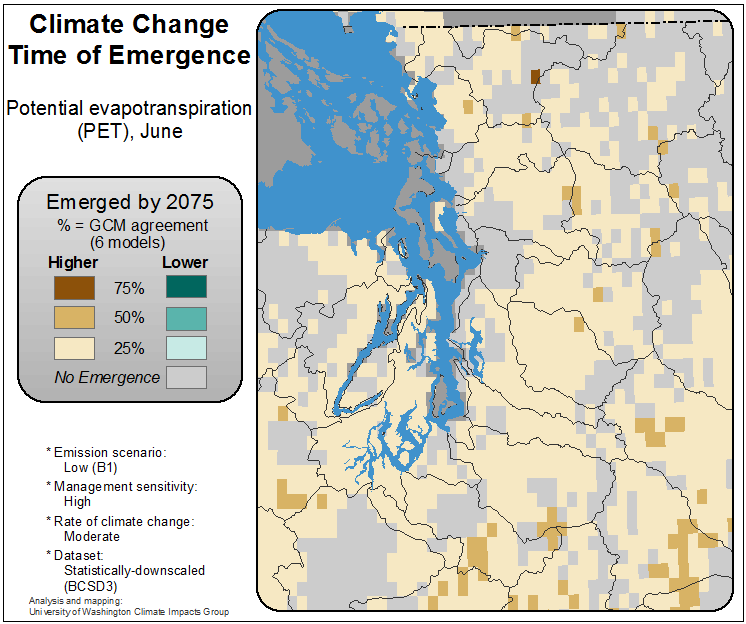 Climate Change
Time of Emergence
Potential evapotranspiration
(PET), June
Emerged by 2075
% = GCM agreement
(6 models)
Higher Lower
75%
50%
25%
No Emergence
* Emission scenario:
Low (B1)
* Management sensitivity:
High
* Rate of climate change:
Moderate
* Dataset:
Statistically-downscaled
(BCSD3)
Analysis and mapping:
University of Washington Climate Impacts Group